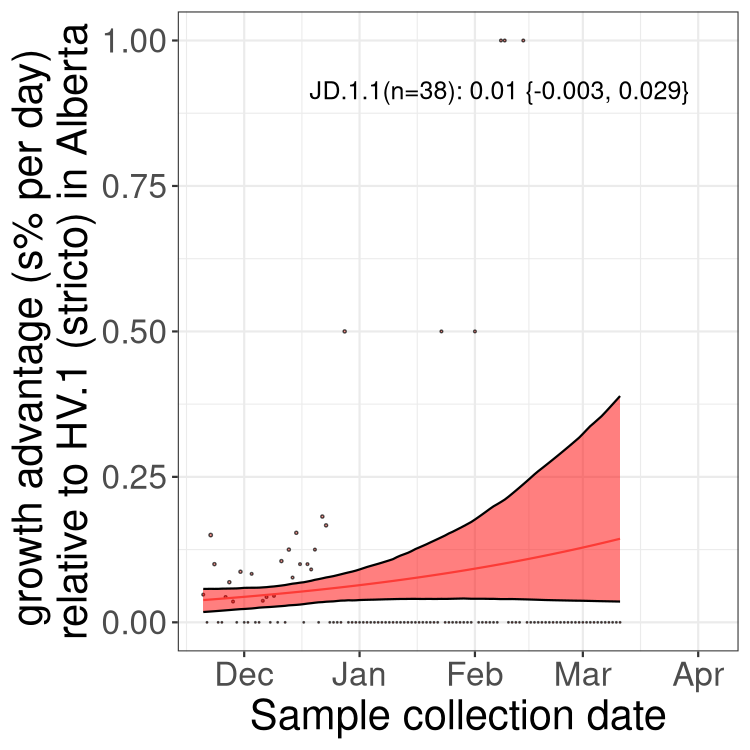 growth advantage (s% per day)
relative to HV.1 (stricto) in Alberta
1.00
0.75
0.50
0.25
0.00
JD.1.1(n=38): 0.01 {-0.003, 0.029}
Dec Jan Feb Mar Apr
Sample collection date